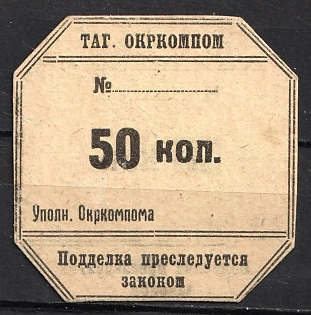 ТАГ. ОКРКОМПОМ
№
50 коп.
Уполн. Окркомпома
Подделка преследуется
законом